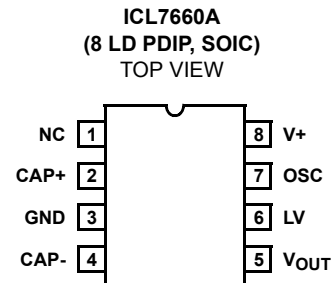 ICL7660A
(8 LD PDIP, SOIC)
TOP VIEW
NC 1 8 V+
CAP+ 2 7 OSC
GND 3 6 LV
CAP- 4 5 VOUT